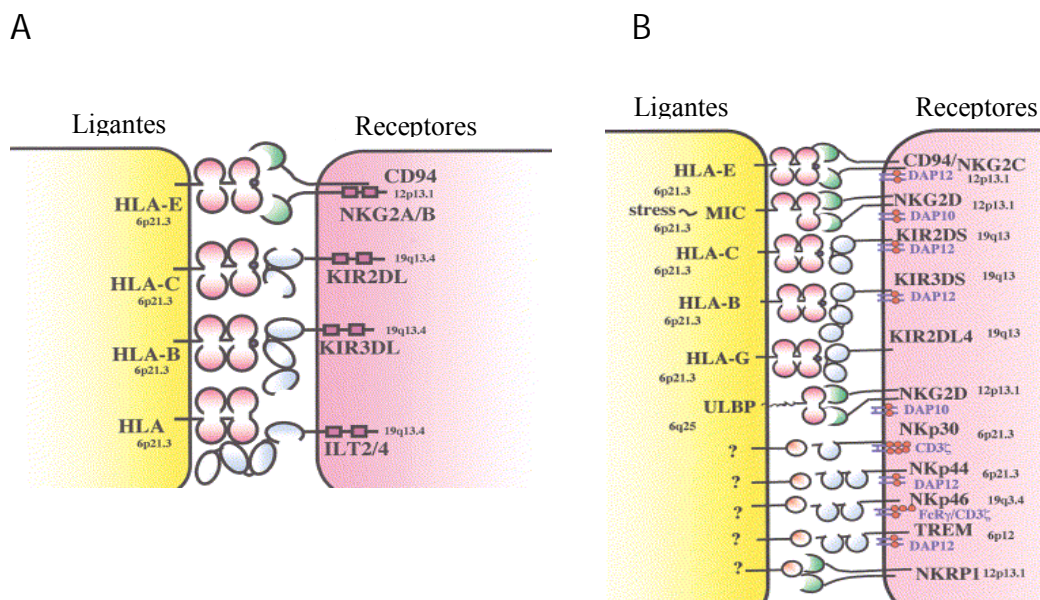 A
Ligantes
Receptores
HLA-E
6p21.3
CD94
12p13.1
NKG2A/B
HLA-C
6p21.3
19q13.4
KIR2DL
HLA-B
6p21.3
19q13.4
KIR3DL
HLA
6p21.3
19q13.4
ILT2/4
B
Ligantes
Receptores
HLA-E
6p21.3
CD94/NKG2C
DAP12
12p13.1
stress ~ MIC
6p21.3
NKG2D
12p13.1
DAP10
HLA-C
6p21.3
KIR2DS 19q13
DAP12
HLA-B
6p21.3
KIR3DS 19q13
DAP12
HLA-G
6p21.3
KIR2DL4 19q13
ULBP
6q25
NKG2D 12p13.1
DAP10
?
NKp30 6p21.3
CD3ζ
?
NKp44 6p21.3
DAP12
?
NKp46 19q3.4
FcRγ/CD3ζ
?
TREM 6p12
DAP12
?
NKRP1 12p13.1